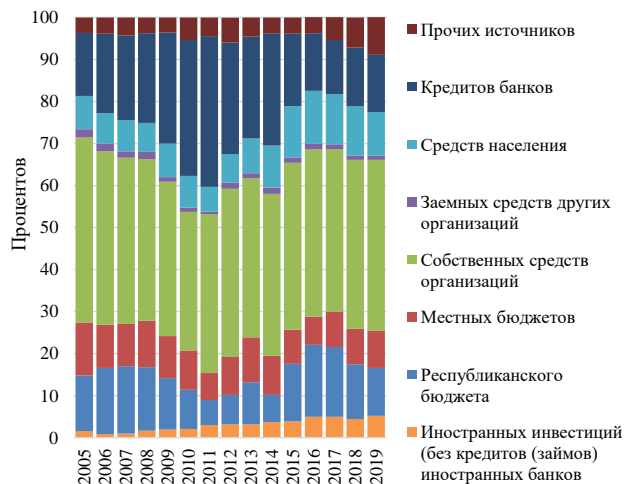 100
90
80
70
60
50
40
30
20
10
0
Процентов
2005 2006 2007 2008 2009 2010 2011 2012 2013 2014 2015 2016 2017 2018 2019
Прочих источников
Кредитов банков
Средств населения
Заемных средств других
организаций
Собственных средств
организаций
Местных бюджетов
Республиканского
бюджета
Иностранных инвестиций
(без кредитов (займов)
иностранных банков